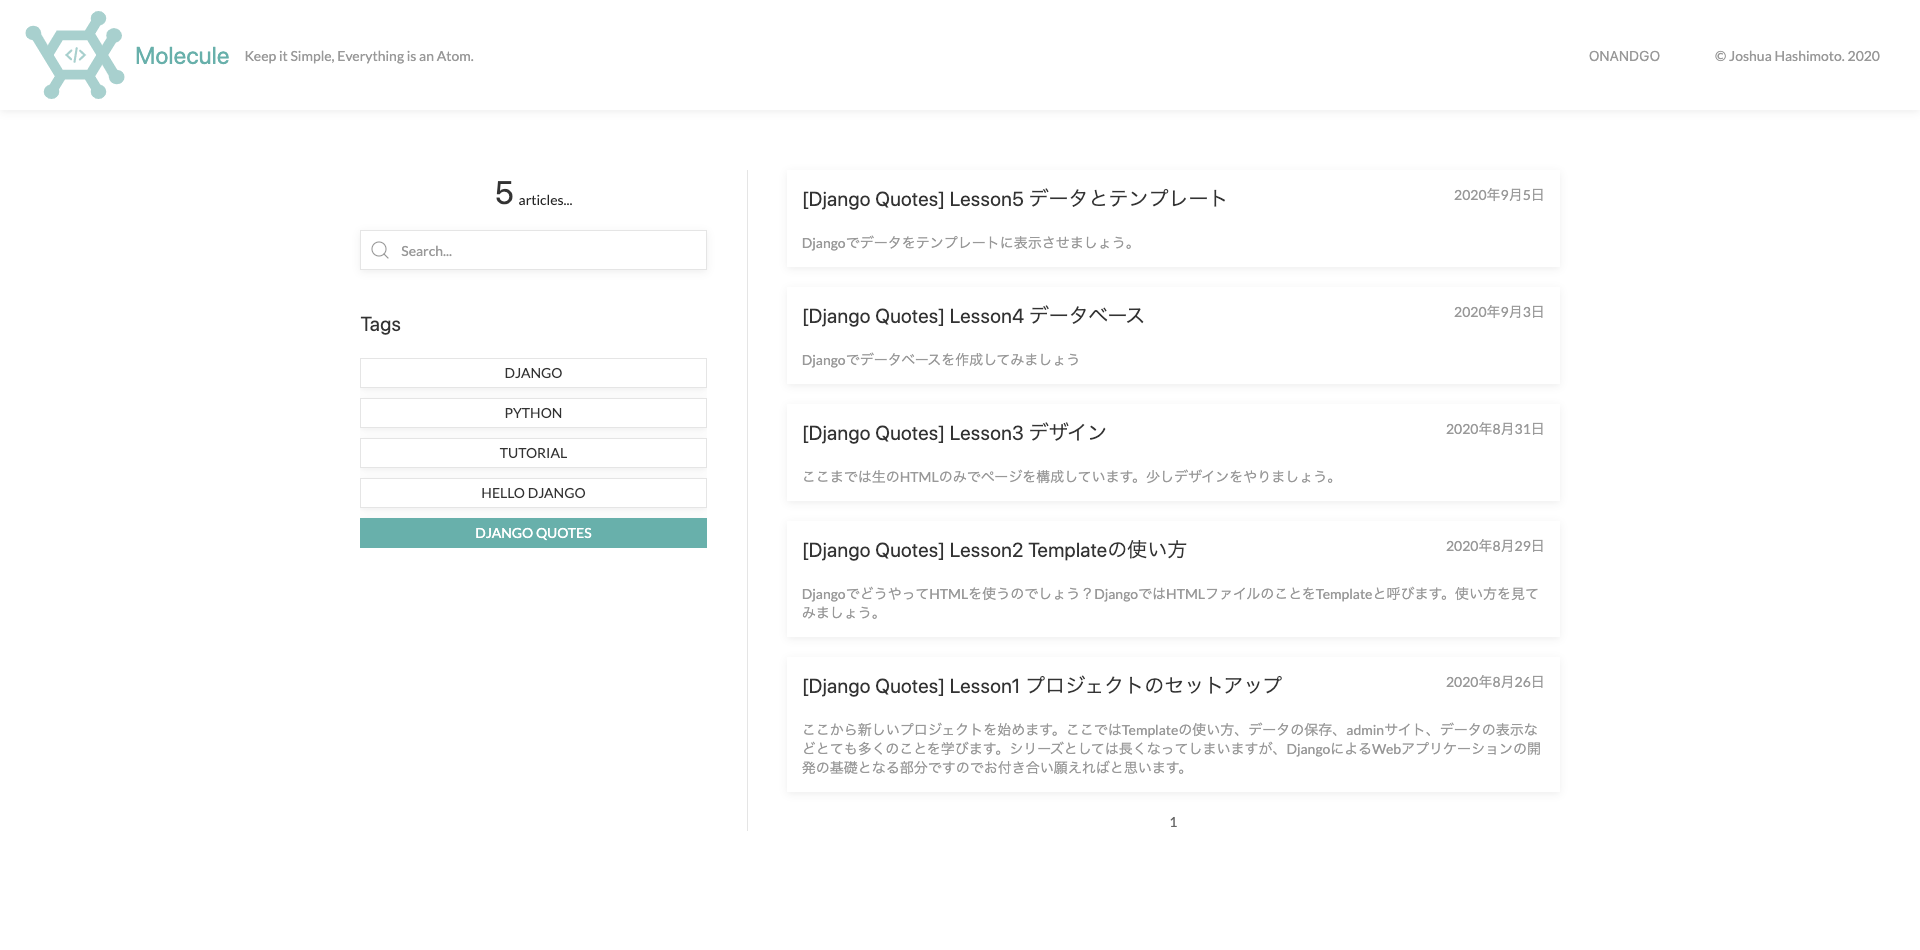 </>
Molecule
Keep it Simple, Everything is an Atom.
ONANDGO
© Joshua Hashimoto. 2020
5 articles...
Search...
Tags
DJANGO
PYTHON
TUTORIAL
HELLO DJANGO
DJANGO QUOTES
[Django Quotes] Lesson5 データとテンプレート
2020年9月5日
Djangoでデータをテンプレートに表示させましょう。
[Django Quotes] Lesson4 データベース
2020年9月3日
Djangoでデータベースを作成してみましょう
[Django Quotes] Lesson3 デザイン
2020年8月31日
ここまでは生のHTMLのみでページを構成しています。少しデザインをやりましょう。
[Django Quotes] Lesson2 Templateの使い方
2020年8月29日
DjangoでどうやってHTMLを使うのでしょう？DjangoではHTMLファイルのことをTemplateと呼びます。使い方を見て
みましょう。
[Django Quotes] Lesson1 プロジェクトのセットアップ
2020年8月26日
ここから新しいプロジェクトを始めます。ここではTemplateの使い方、データの保存、adminサイト、データの表示な
どとても多くのことを学びます。シリーズとしては長くなってしまいますが、DjangoによるWebアプリケーションの開
発の基礎となる部分ですのでお付き合い願えればと思います。
1